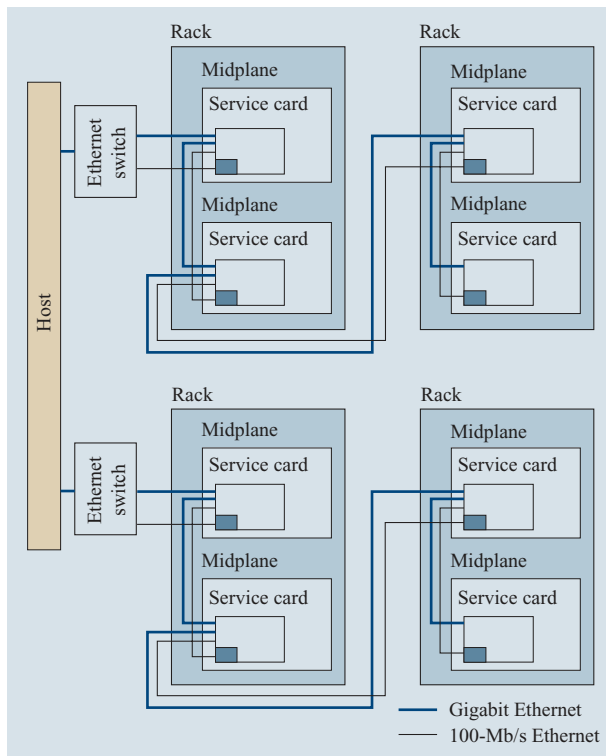 Rack
Midplane
Service card
Midplane
Service card
Rack
Midplane
Service card
Midplane
Service card
Host
Ethernet
switch
Rack
Midplane
Service card
Midplane
Service card
Rack
Midplane
Service card
Midplane
Service card
Ethernet
switch
Gigabit Ethernet
100-Mb/s Ethernet